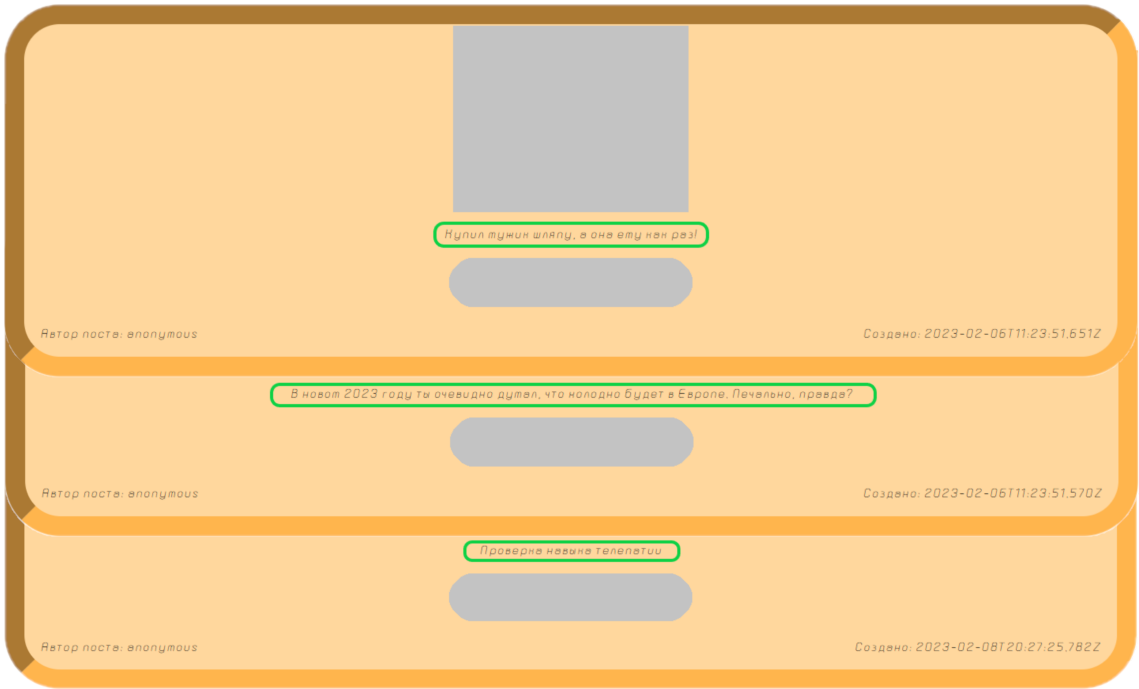 Купил мужик шляпу, а она ему как раз!
Автор поста: anonymous
Создано: 2023-02-06T11:23:51.651Z
В новом 2023 году ты очевидно думал, что холодно будет в Европе. Печально, правда?
Автор поста: anonymous
Создано: 2023-02-06T11:23:51.570Z
Проверка навыка телепатии
Автор поста: anonymous
Создано: 2023-02-08T20:27:25.782Z